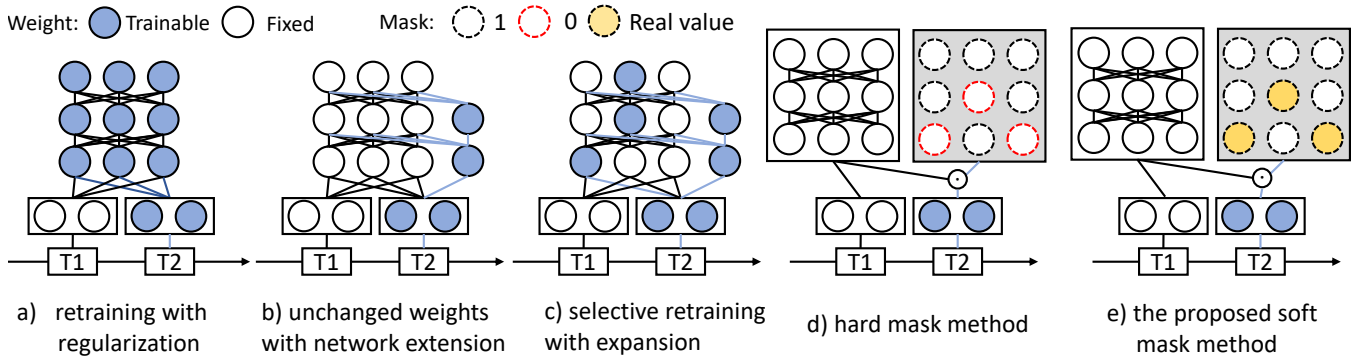 Weight: Trainable Fixed Mask: 1 0 Real value
T1 T2 T1 T2 T1 T2 T1 T2 T1 T2
a) retraining with
regularization
b) unchanged weights
with network extension
c) selective retraining
with expansion
d) hard mask method
e) the proposed soft
mask method